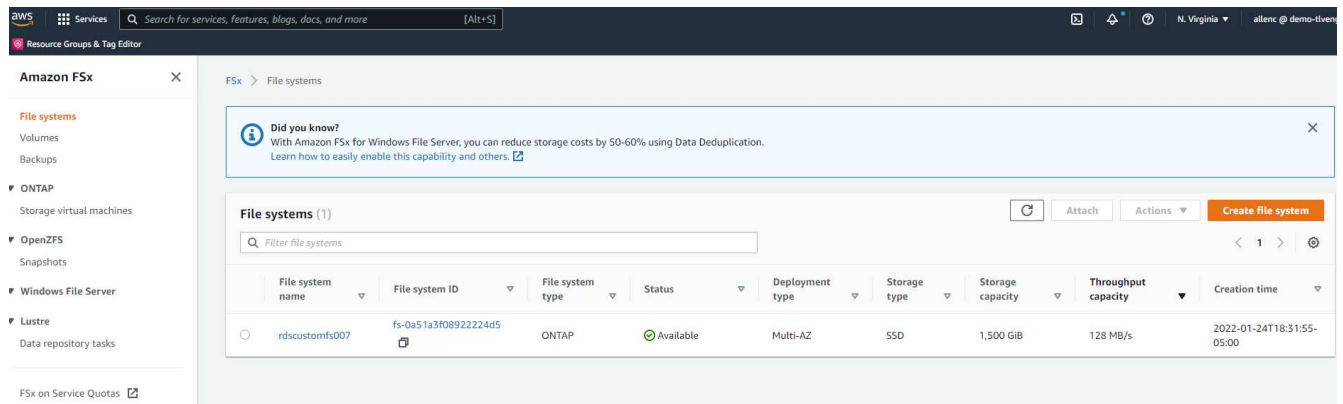 aws Services Search for services, features, blogs, docs, and more [Alt+S] N. Virginia allenc @ demo-tlveng
Resource Groups & Tag Editor
Amazon FSx
File systems
Volumes
Backups
ONTAP
Storage virtual machines
OpenZFS
Snapshots
Windows File Server
Lustre
Data repository tasks
FSx on Service Quotas
FSx > File systems
Did you know?
With Amazon FSx for Windows File Server, you can reduce storage costs by 50-60% using Data Deduplication.
Learn how to easily enable this capability and others.
File systems (1) Attach Actions Create file system
Filter file systems < 1 >
File system name File system ID File system type Status Deployment type Storage type Storage capacity Throughput capacity Creation time
rdscustomfs007 fs-0a51a3f08922224d5 ONTAP Available Multi-AZ SSD 1,500 GiB 128 MB/s 2022-01-24T18:31:55-05:00